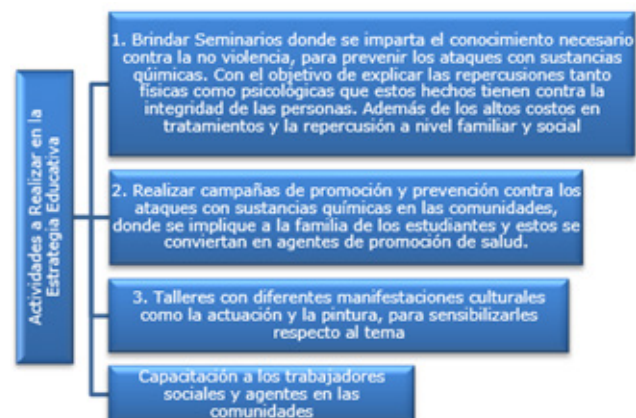 Actividades a Realizar en la
Estrategia Educativa
1. Brindar Seminarios donde se imparta el conocimiento necesario
contra la no violencia, para prevenir los ataques con sustancias
qúimicas. Con el objetivo de explicar las repercusiones tanto
físicas como psicológicas que estos hechos tienen contra la
integridad de las personas. Además de los altos costos en
tratamientos y la repercusión a nivel familiar y social
2. Realizar campañas de promoción y prevención contra los
ataques con sustancias químicas en las comunidades,
donde se implique a la familia de los estudiantes y estos se
conviertan en agentes de promoción de salud.
3. Talleres con diferentes manifestaciones culturales
como la actuación y la pintura, para sensibilizarles
respecto al tema
Capacitación a los trabajadores
sociales y agentes en las
comunidades